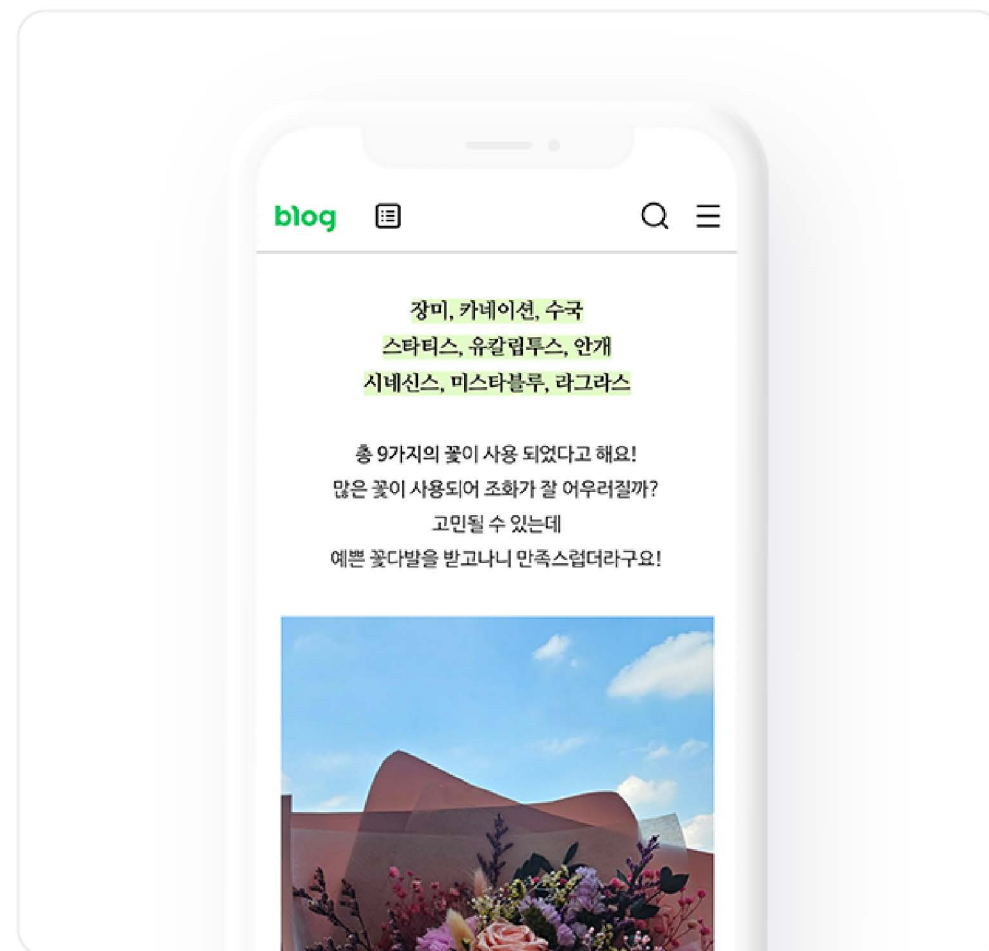 blog
장미, 카네이션, 수국
스타티스, 유칼립투스, 안개
시네신스, 미스타블루, 라그라스
총 9가지의 꽃이 사용 되었다고 해요!
많은 꽃이 사용되어 조화가 잘 어우러질까?
고민될 수 있는데
예쁜 꽃다발을 받고나니 만족스럽더라구요!